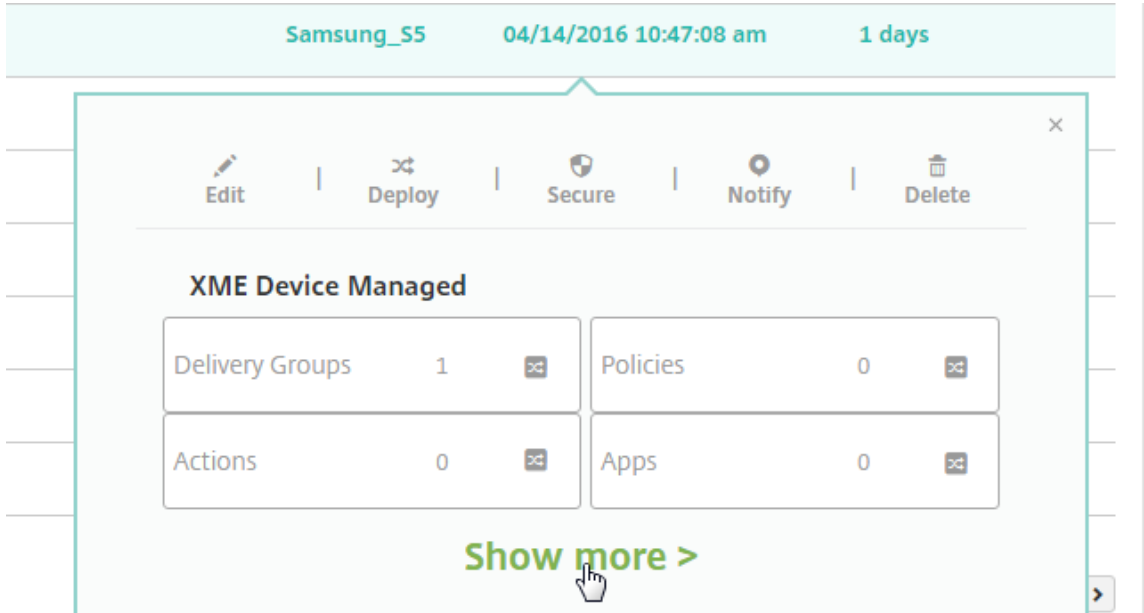 Samsung_S5 04/14/2016 10:47:08 am 1 days
×
Edit | Deploy | Secure | Notify | Delete
XME Device Managed
Delivery Groups 1 Policies 0
Actions 0 Apps 0
Show more >